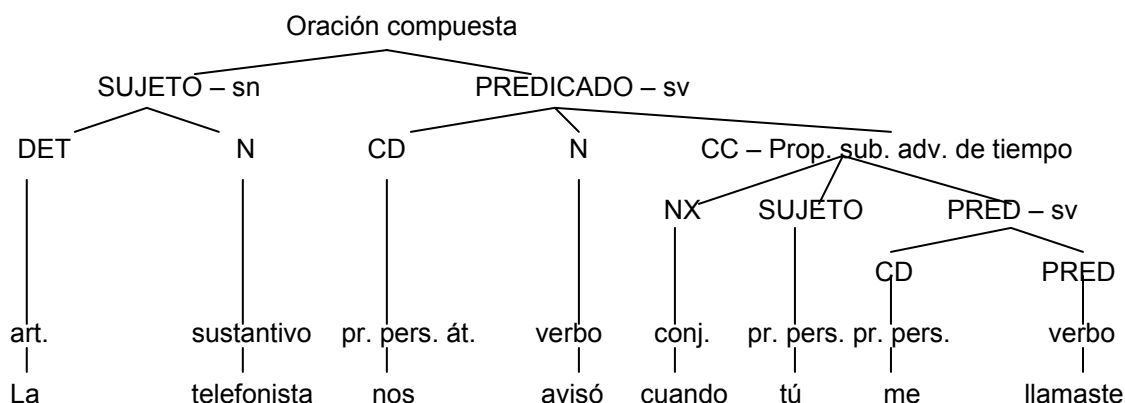 Oración compuesta
SUJETO – sn PREDICADO – sv
DET N CD N CC – Prop. sub. adv. de tiempo
NX SUJETO PRED – sv
CD PRED
art. sustantivo pr. pers. át. verbo conj. pr. pers. pr. pers. verbo
La telefonista nos avisó cuando tú me llamaste